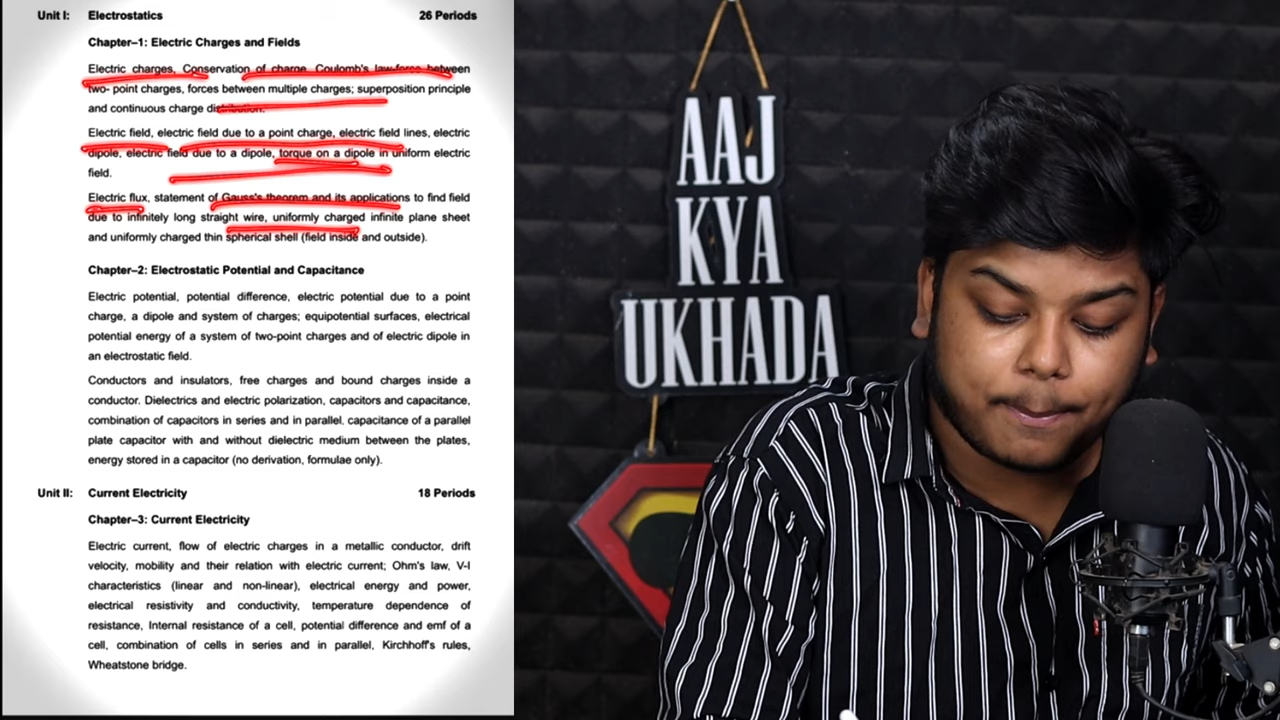 Unit I: Electrostatics 26 Periods
Chapter–1: Electric Charges and Fields
Electric charges, Conservation of charge, Coulomb's law-force between
two- point charges, forces between multiple charges; superposition principle
and continuous charge distribution.
Electric field, electric field due to a point charge, electric field lines, electric
dipole, electric field due to a dipole, torque on a dipole in uniform electric
field.
Electric flux, statement of Gauss's theorem and its applications to find field
due to infinitely long straight wire, uniformly charged infinite plane sheet
and uniformly charged thin spherical shell (field inside and outside).
Chapter–2: Electrostatic Potential and Capacitance
Electric potential, potential difference, electric potential due to a point
charge, a dipole and system of charges; equipotential surfaces, electrical
potential energy of a system of two-point charges and of electric dipole in
an electrostatic field.
Conductors and insulators, free charges and bound charges inside a
conductor. Dielectrics and electric polarization, capacitors and capacitance,
combination of capacitors in series and in parallel, capacitance of a parallel
plate capacitor with and without dielectric medium between the plates,
energy stored in a capacitor (no derivation, formulae only).
Unit II: Current Electricity 18 Periods
Chapter–3: Current Electricity
Electric current, flow of electric charges in a metallic conductor, drift
velocity, mobility and their relation with electric current; Ohm's law, V-I
characteristics (linear and non-linear), electrical energy and power,
electrical resistivity and conductivity, temperature dependence of
resistance, Internal resistance of a cell, potential difference and emf of a
cell, combination of cells in series and in parallel, Kirchhoff's rules,
Wheatstone bridge.
AAJ
KYA
UKHADA